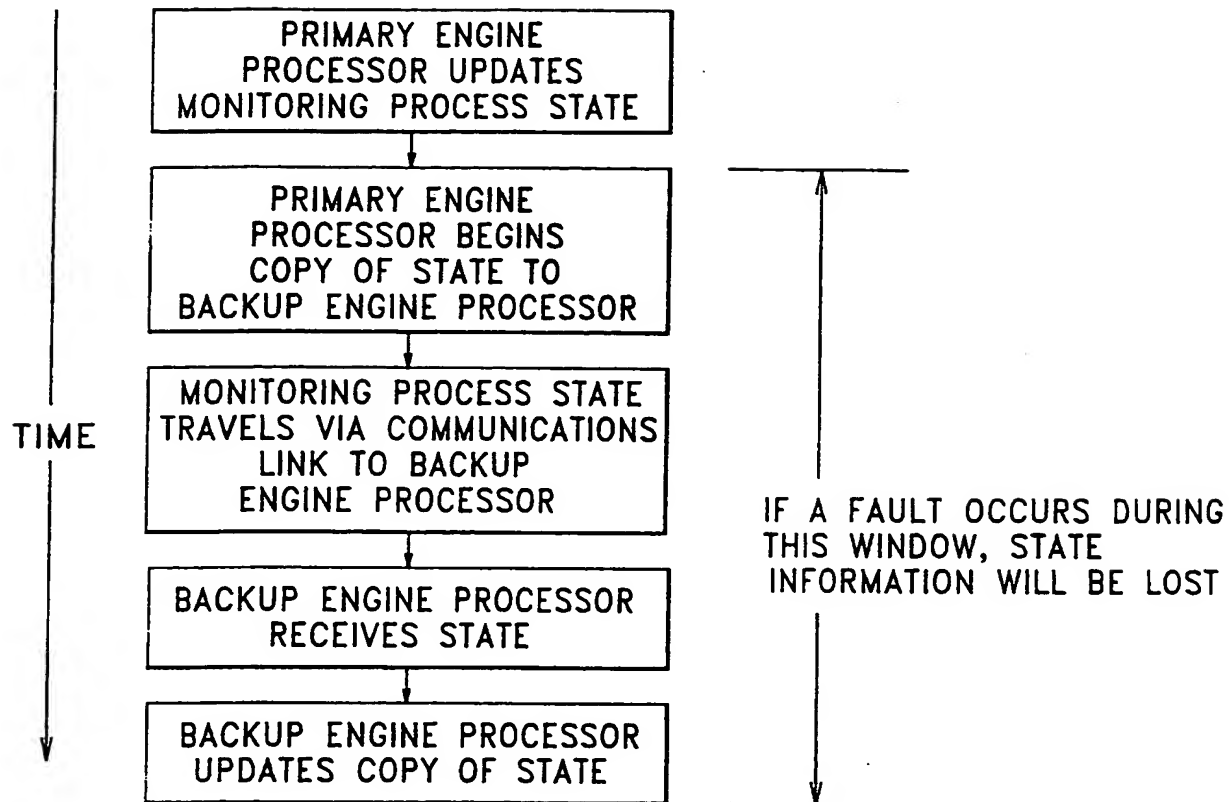 PRIMARY ENGINE
PROCESSOR UPDATES
MONITORING PROCESS STATE
PRIMARY ENGINE
PROCESSOR BEGINS
COPY OF STATE TO
BACKUP ENGINE PROCESSOR
MONITORING PROCESS STATE
TRAVELS VIA COMMUNICATIONS
LINK TO BACKUP
ENGINE PROCESSOR
BACKUP ENGINE PROCESSOR
RECEIVES STATE
BACKUP ENGINE PROCESSOR
UPDATES COPY OF STATE
TIME
IF A FAULT OCCURS DURING
THIS WINDOW, STATE
INFORMATION WILL BE LOST